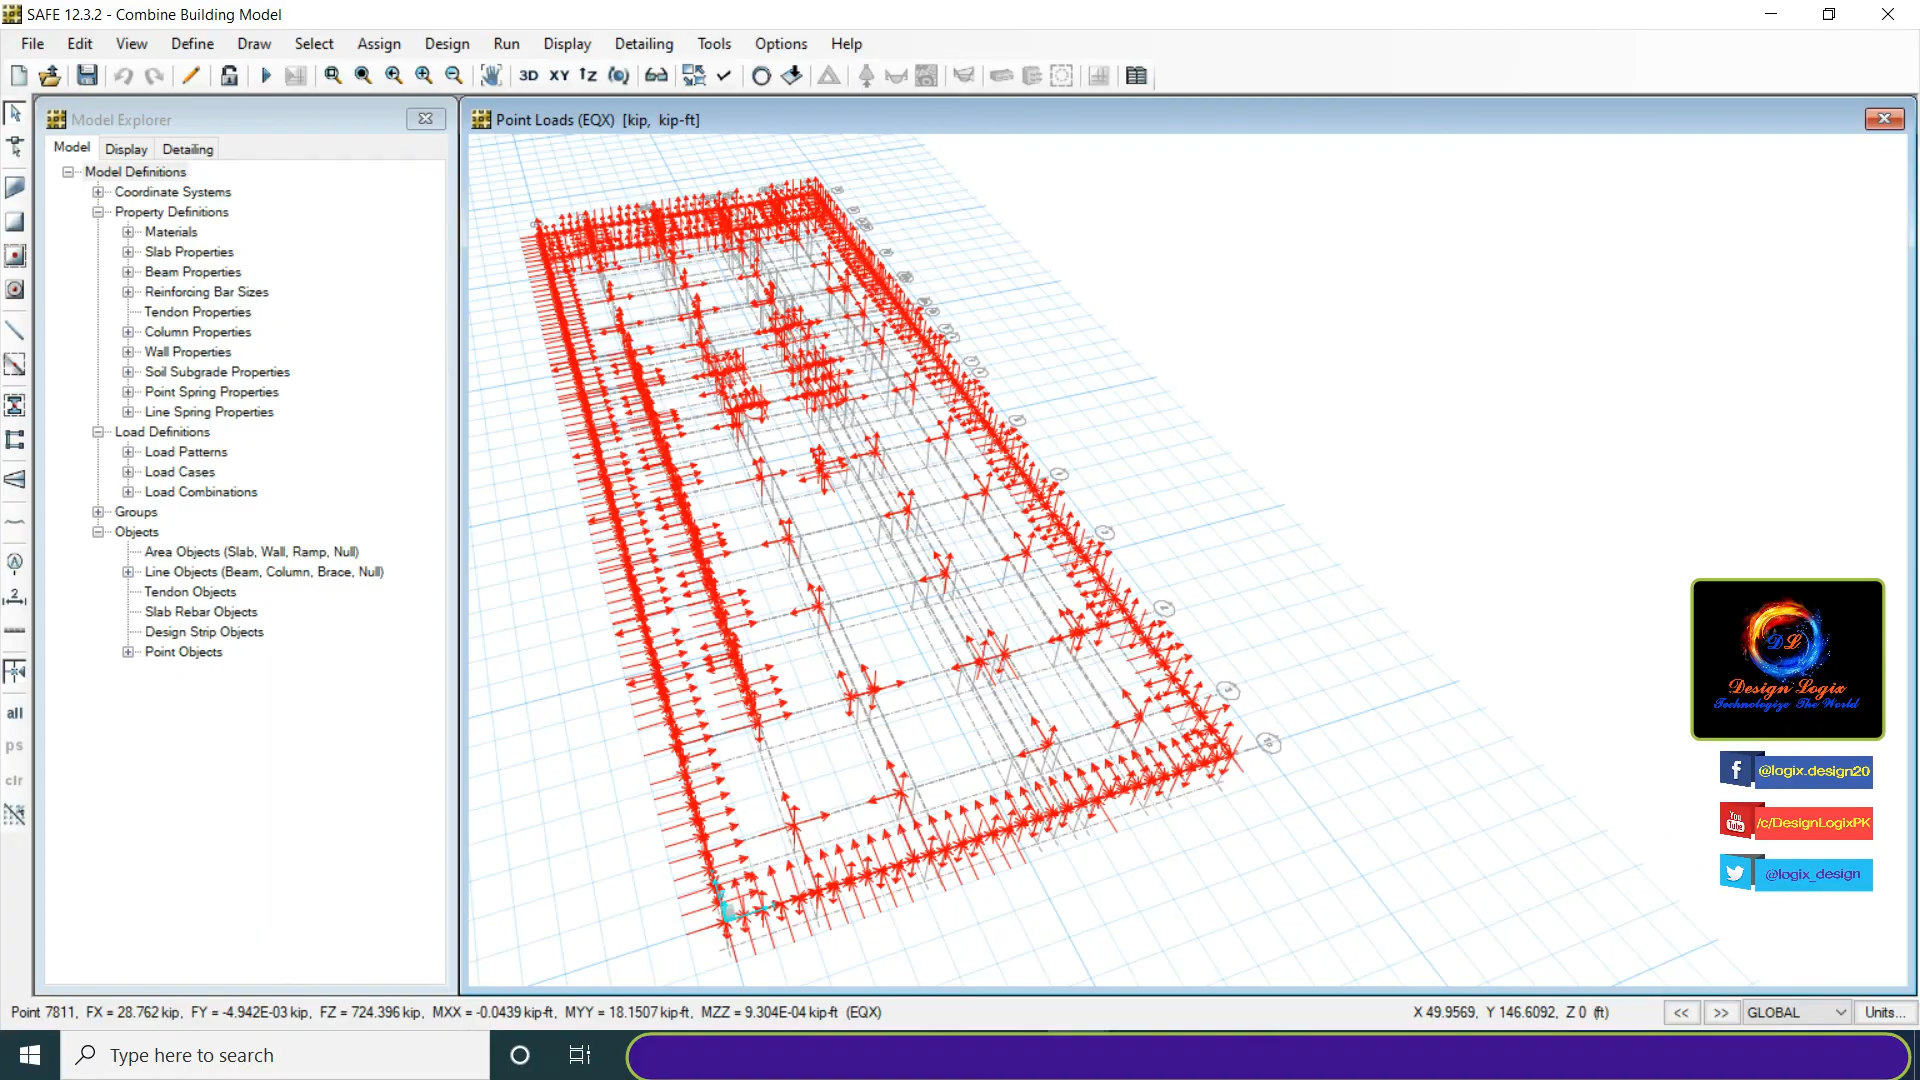 SAFE 12.3.2 - Combine Building Model
File Edit View Define Draw Select Assign Design Run Display Detailing Tools Options Help
3D XY
Model Explorer
Point Loads (EQX) [kip, kip-ft]
Model Display Detailing
Model Definitions
Coordinate Systems
Property Definitions
Materials
Slab Properties
Beam Properties
Reinforcing Bar Sizes
Tendon Properties
Column Properties
Wall Properties
Soil Subgrade Properties
Point Spring Properties
Line Spring Properties
Load Definitions
Load Patterns
Load Cases
Load Combinations
Groups
Objects
Area Objects (Slab, Wall, Ramp, Null)
Line Objects (Beam, Column, Brace, Null)
Tendon Objects
Slab Rebar Objects
Design Strip Objects
Point Objects
all
ps
clr
DL
Design Logix
Technologize The World
f @logix.design20
You Tube /c/DesignLogixPK
@logix_design
Point 7811, FX = 28.762 kip, FY = -4.942E-03 kip, FZ = 724.396 kip, MXX = -0.0439 kip-ft, MYY = 18.1507 kip-ft, MZZ = 9.304E-04 kip-ft (EQX)
X 49.9569, Y 146.6092, Z 0 (ft)
<< >> GLOBAL Units...
Type here to search